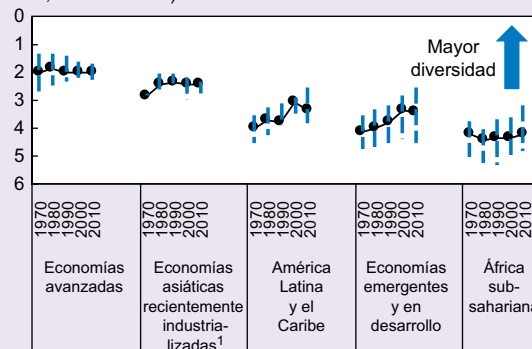 0
1
2
3
4
5
6
Mayor
diversidad
1970
1980
1990
2000
2010
1970
1980
1990
2000
2010
1970
1980
1990
2000
2010
1970
1980
1990
2000
2010
1970
1980
1990
2000
2010
Economías
avanzadas
Economías
asiáticas
recientemente
industria-
lizadas1
América
Latina
y el
Caribe
Economías
emergentes
y en
desarrollo
África
sub-
sahariana